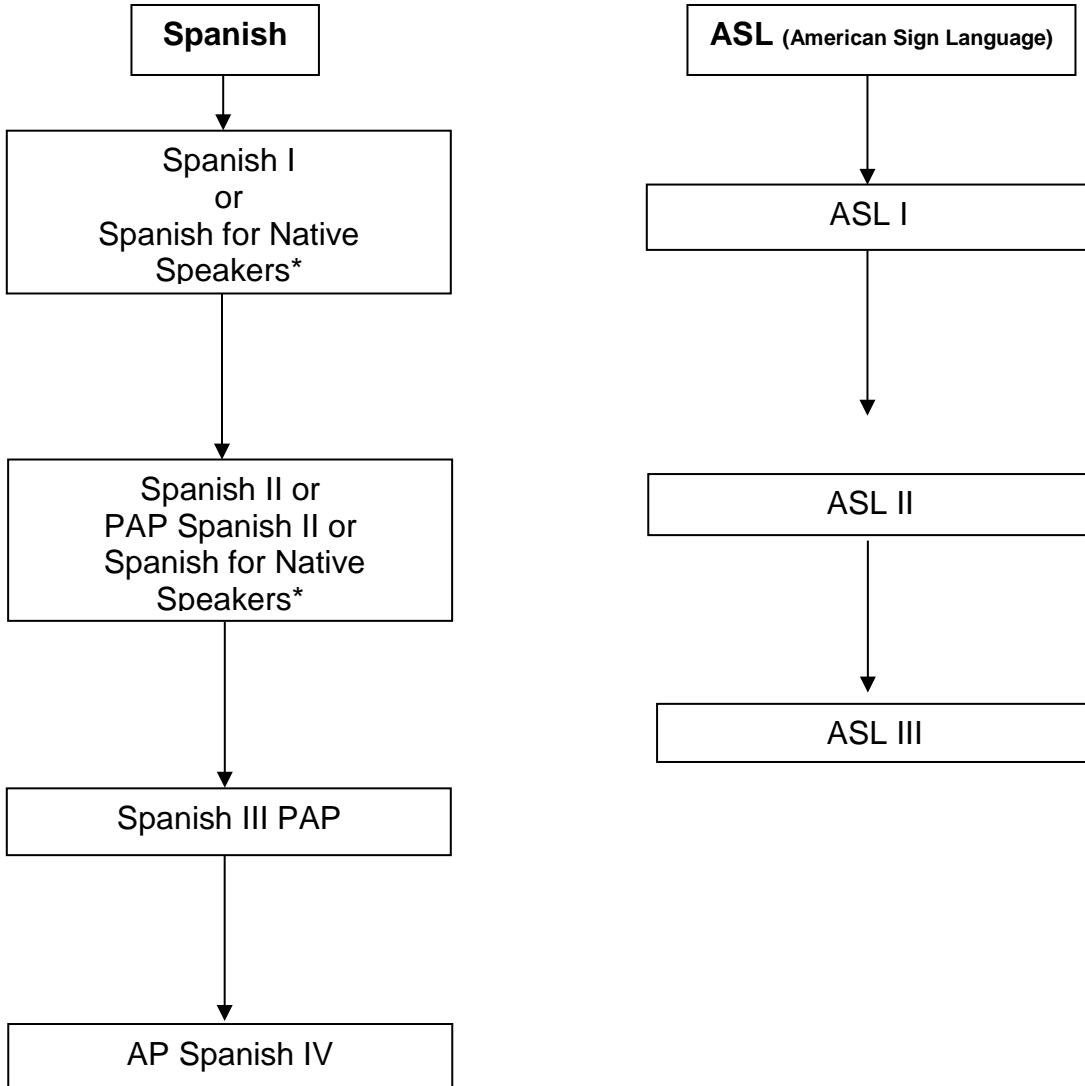 Spanish
Spanish I
or
Spanish for Native
Speakers*
Spanish II or
PAP Spanish II or
Spanish for Native
Speakers*
Spanish III PAP
AP Spanish IV
ASL (American Sign Language)
ASL I
ASL II
ASL III